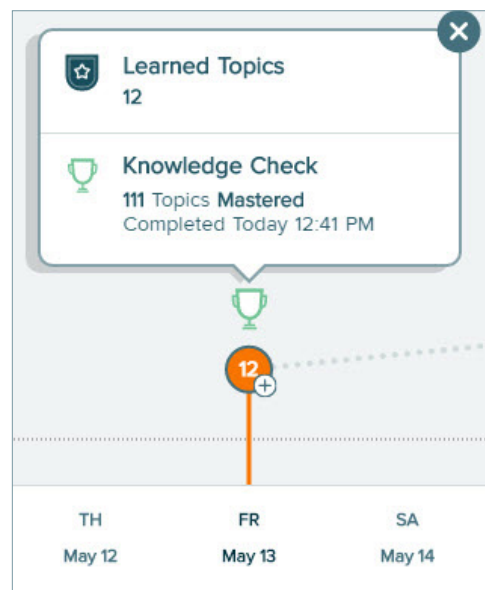 Learned Topics
12
Knowledge Check
111 Topics Mastered
Completed Today 12:41 PM
12
TH FR SA
May 12 May 13 May 14